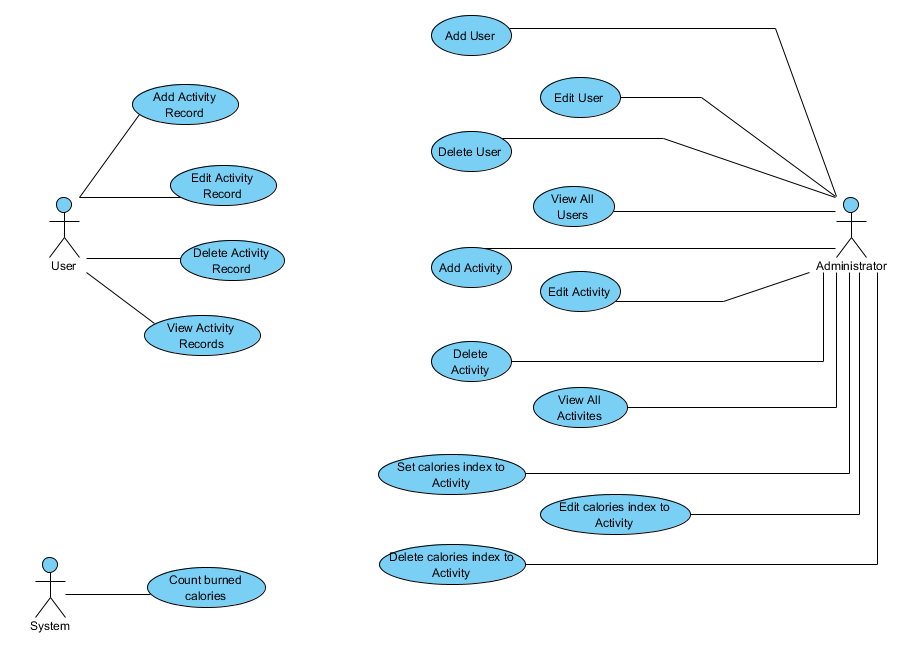 Add User
Edit User
Add Activity
Record
Delete User
Edit Activity
Record
View All
Users
User
Delete Activity
Record
Add Activity
Administrator
Edit Activity
View Activity
Records
Delete
Activity
View All
Activites
Set calories index to
Activity
Edit calories index to
Activity
Delete calories index to
Activity
Count burned
calories
System